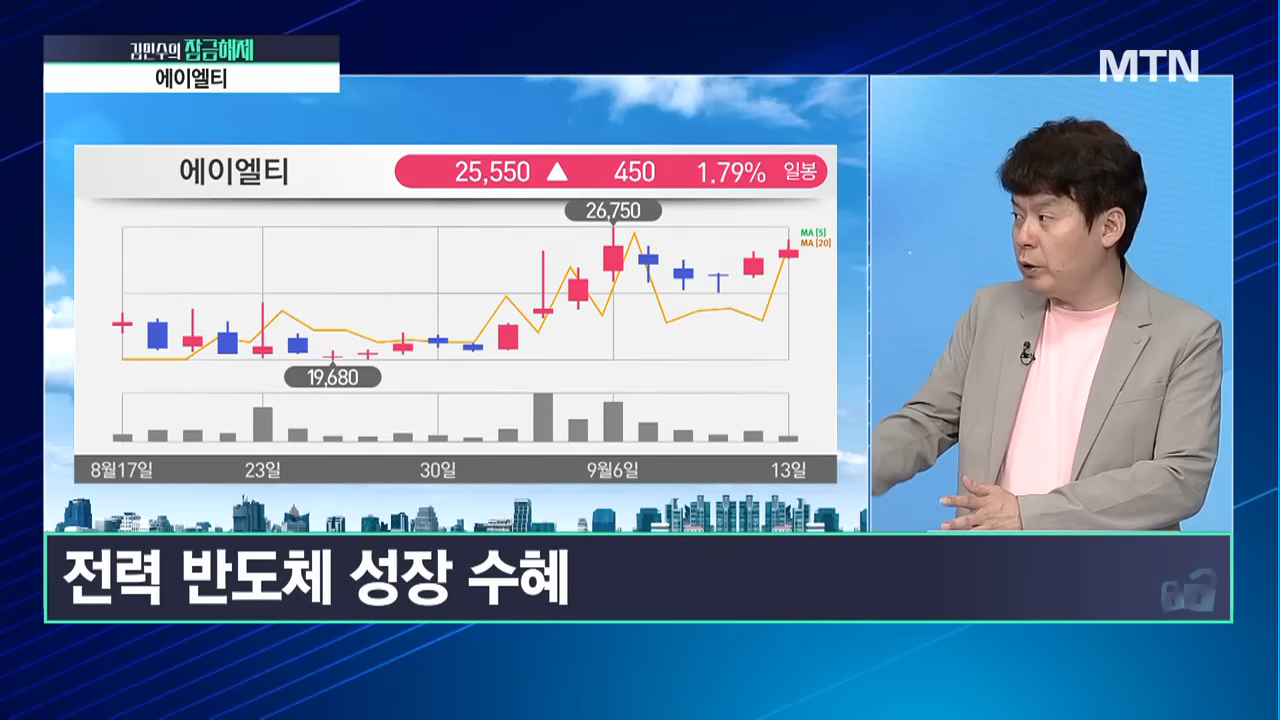 김민수의 잠금해제
에이엘티
MTN
에이엘티
25,550 ▲ 450 1.79% 일봉
26,750
MA [5]
MA [20]
19,680
8월17일 23일 30일 9월6일 13일
전력 반도체 성장 수혜